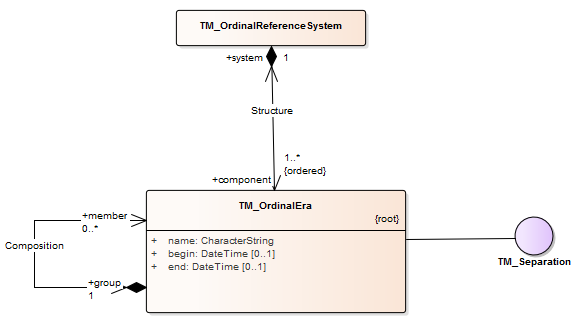 TM_OrdinalReferenceSystem
+system 1
Structure
1..*
{ordered}
+component
TM_OrdinalEra
{root}
+member
0..*
+ name: CharacterString
+ begin: DateTime [0..1]
+ end: DateTime [0..1]
Composition
+group
1
TM_Separation